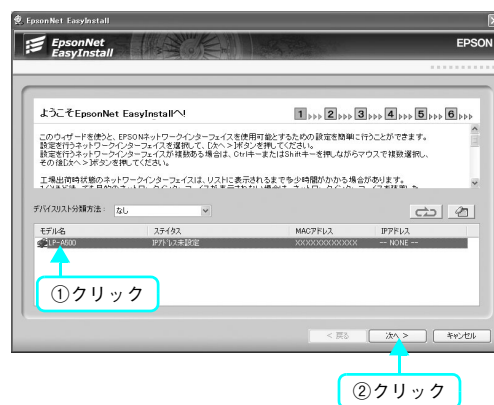 EpsonNet EasyInstall
EpsonNet
EasyInstall
EPSON
ようこそEpsonNet EasyInstallへ!
1 2 3 4 5 6
このウィザードを使うと、EPSONネットワークインターフェイスを使用可能とするための設定を簡単に行うことができます。
設定を行うネットワークインターフェイスを選択して、[次へ >]ボタンを押してください。
設定を行うネットワークインターフェイスが複数ある場合は、CtrlキーまたはShiftキーを押しながらマウスで複数選択し、
その後[次へ >]ボタンを押してください。
工場出荷時状態のネットワークインターフェイスは、リストに表示されるまで多少時間がかかる場合があります。
デバイスリスト分類方法: なし
モデル名 ステイタス MACアドレス IPアドレス
LP-A500 IPアドレス未設定 XXXXXXXXXXXX -- NONE --
①クリック
< 戻る 次へ > キャンセル
②クリック